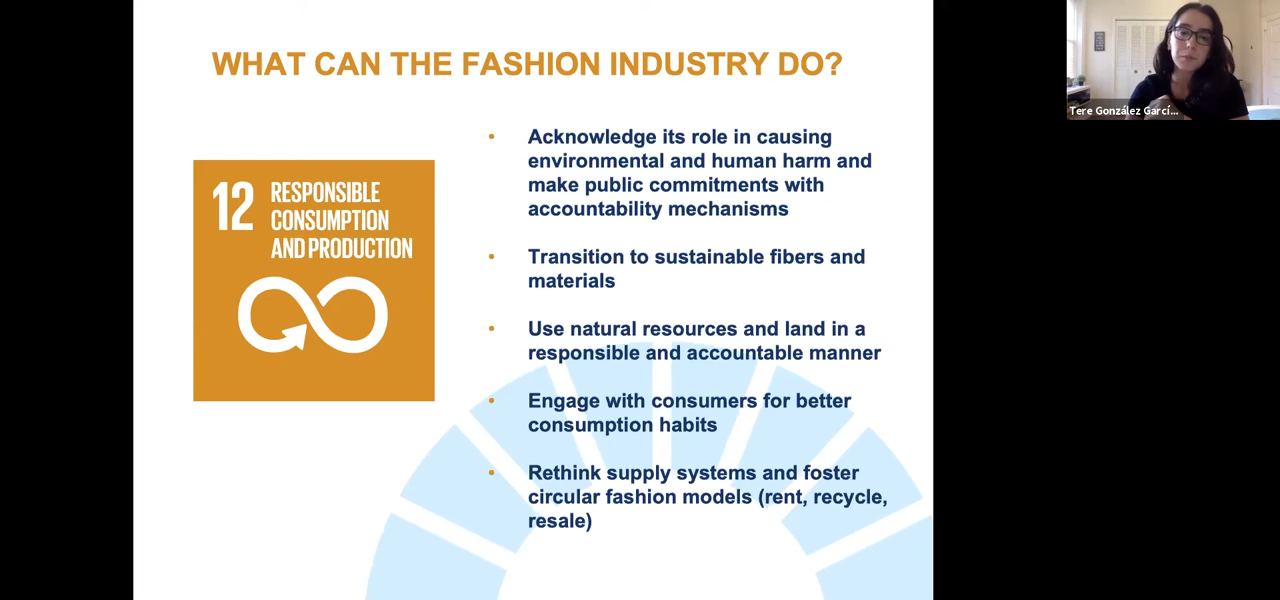 WHAT CAN THE FASHION INDUSTRY DO?
12 RESPONSIBLE
CONSUMPTION
AND PRODUCTION
• Acknowledge its role in causing
environmental and human harm and
make public commitments with
accountability mechanisms
• Transition to sustainable fibers and
materials
• Use natural resources and land in a
responsible and accountable manner
• Engage with consumers for better
consumption habits
• Rethink supply systems and foster
circular fashion models (rent, recycle,
resale)
Tere González Garcí...